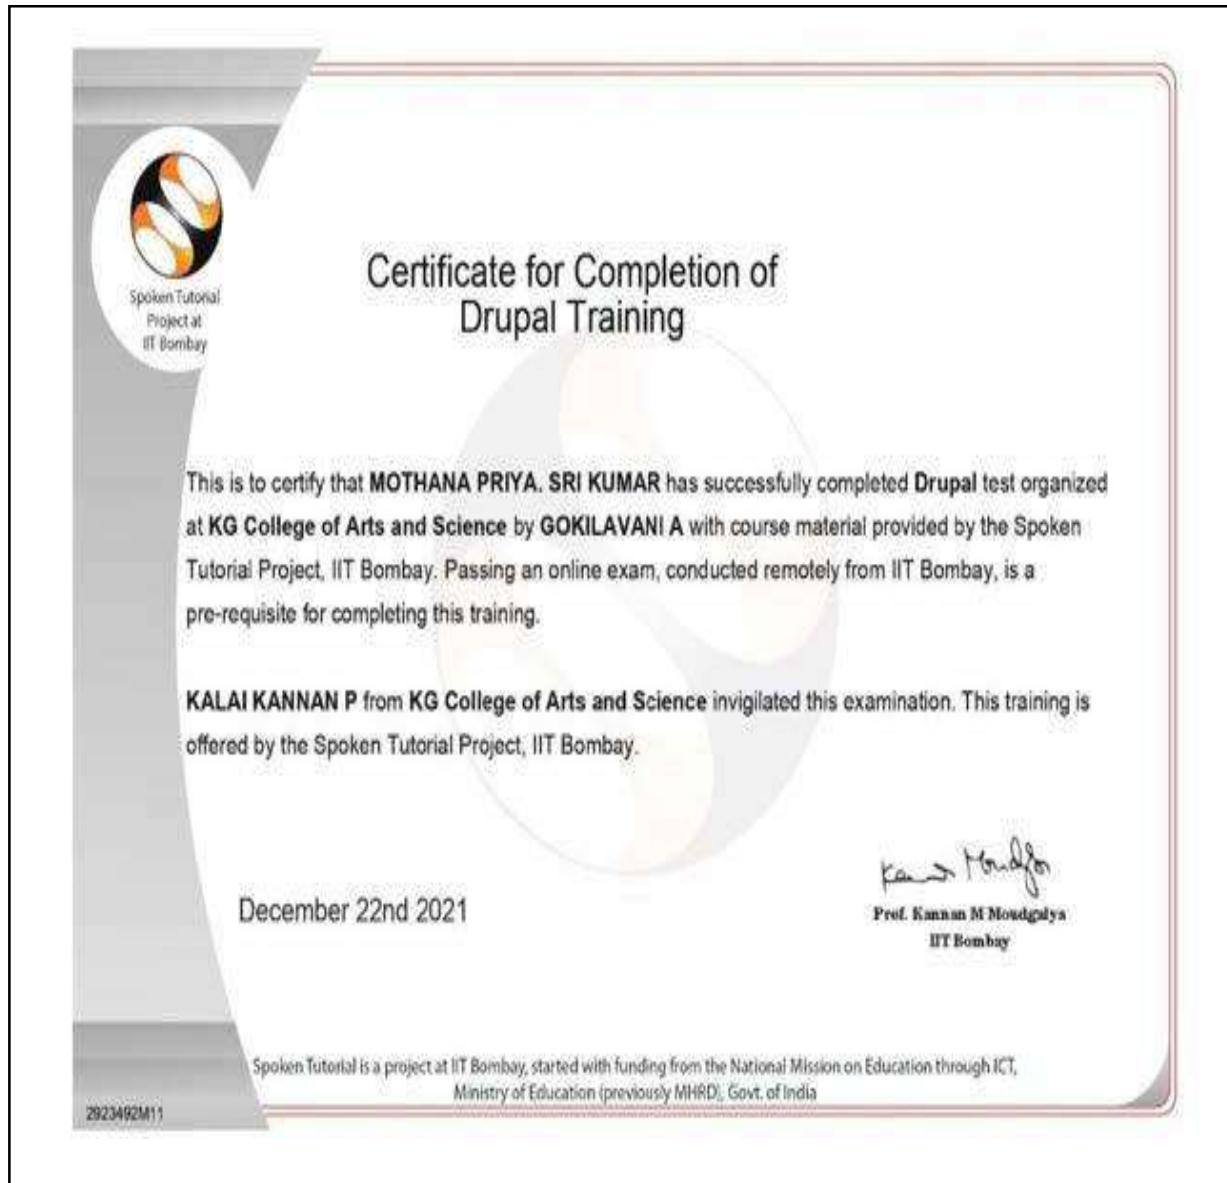 Spoken Tutorial
Project at
IIT Bombay
Certificate for Completion of
Drupal Training
This is to certify that MOTHANA PRIYA. SRI KUMAR has successfully completed Drupal test organized
at KG College of Arts and Science by GOKILAVANI A with course material provided by the Spoken
Tutorial Project, IIT Bombay. Passing an online exam, conducted remotely from IIT Bombay, is a
pre-requisite for completing this training.
KALAI KANNAN P from KG College of Arts and Science invigilated this examination. This training is
offered by the Spoken Tutorial Project, IIT Bombay.
December 22nd 2021
Prof. Kannan M Moudgalya
IIT Bombay
Spoken Tutorial is a project at IIT Bombay, started with funding from the National Mission on Education through ICT,
Ministry of Education (previously MHRD), Govt. of India
2923492M11